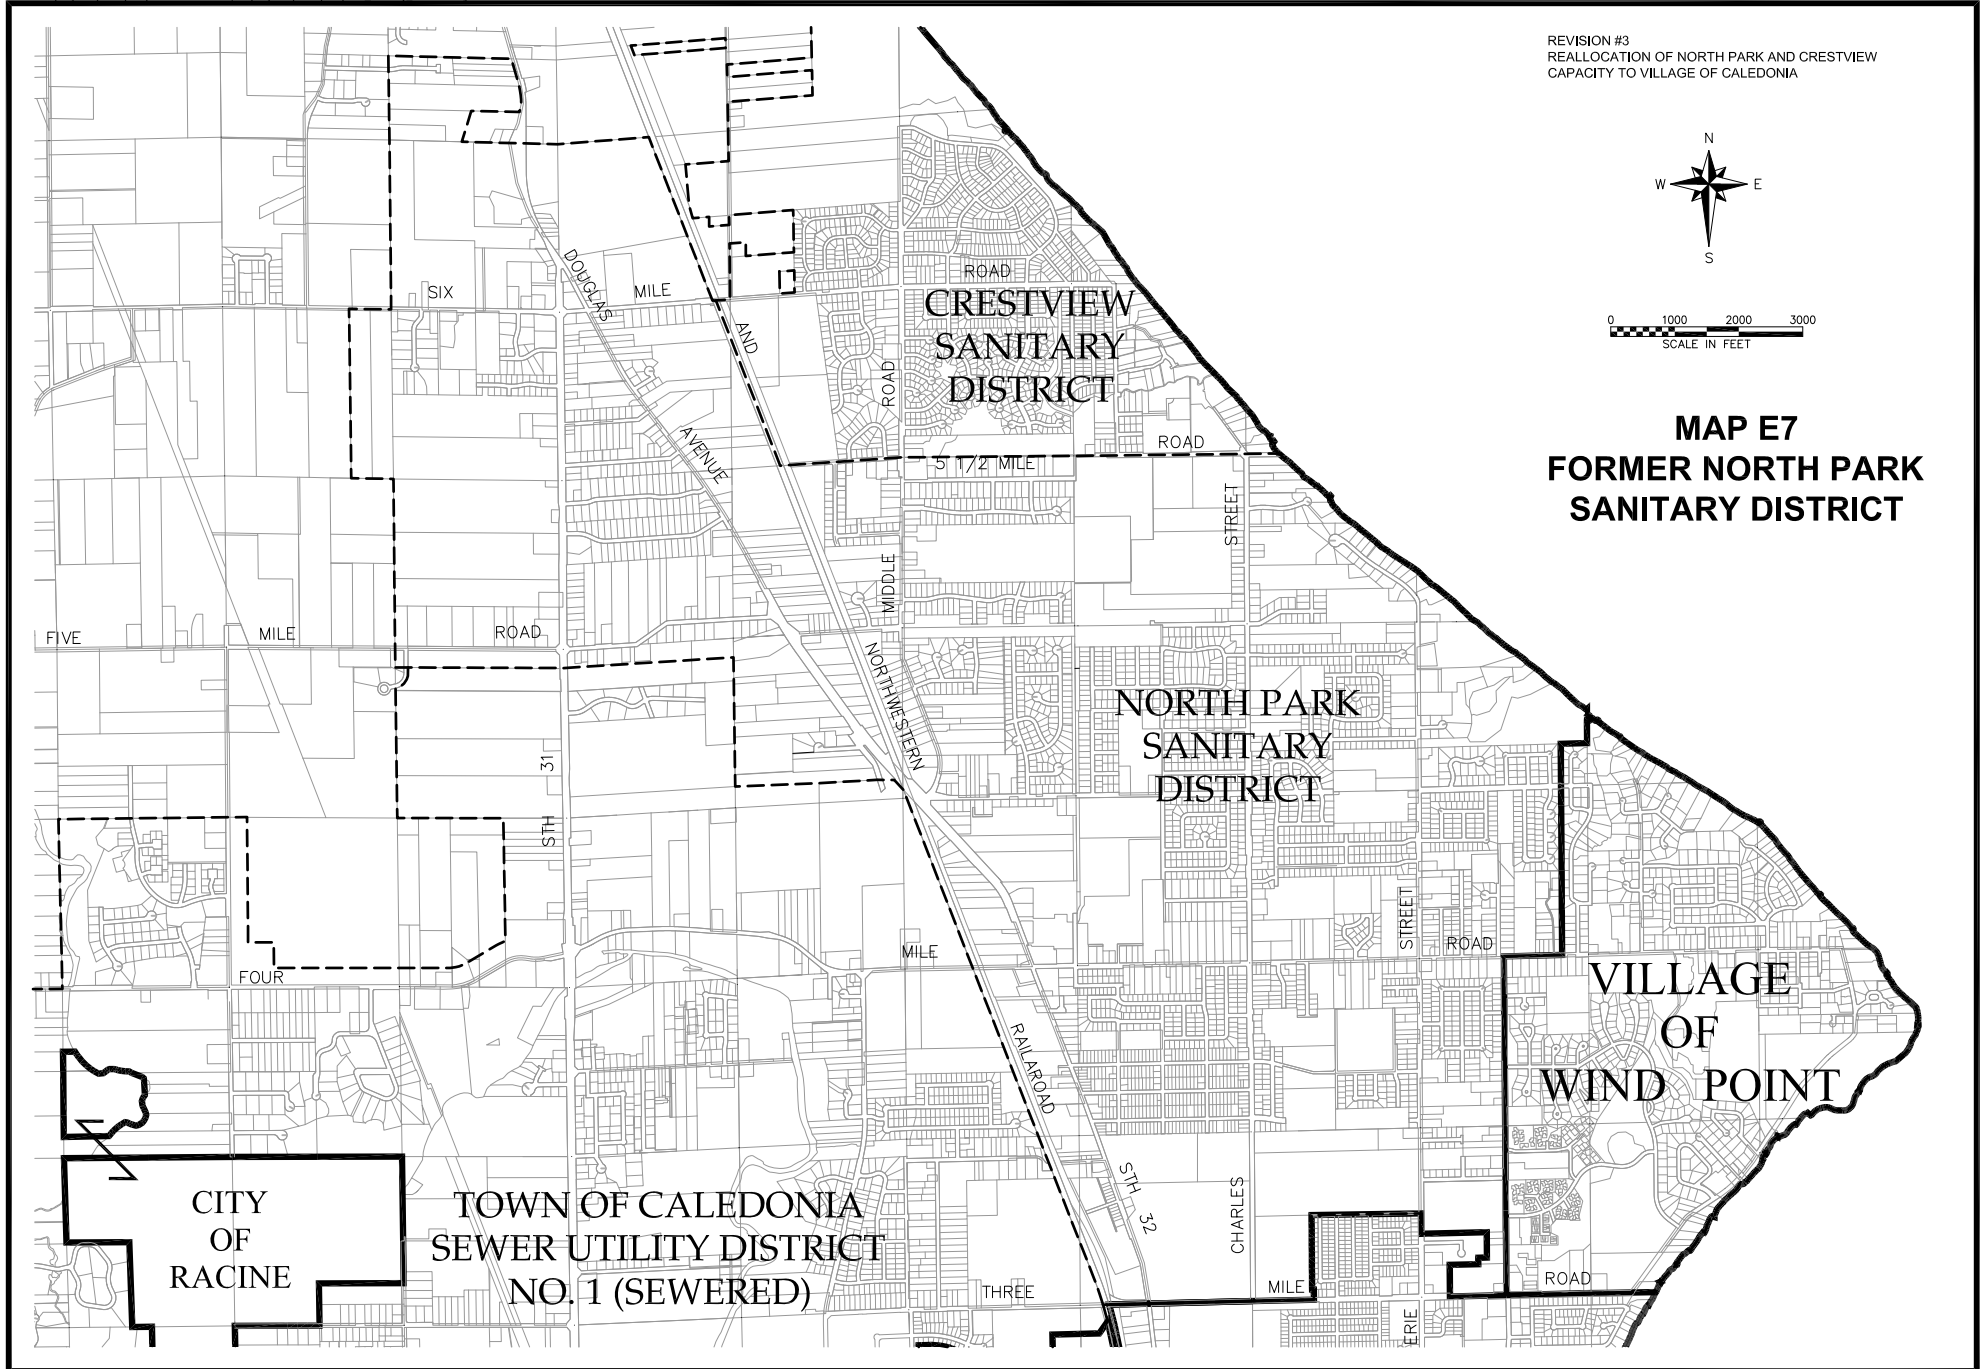 REVISION #3
REALLOCATION OF NORTH PARK AND CRESTVIEW
CAPACITY TO VILLAGE OF CALEDONIA
N
W
E
S
0 1000 2000 3000
SCALE IN FEET
MAP E7
FORMER NORTH PARK
SANITARY DISTRICT
DOUGLAS
AVENUE
SIX
MILE
ROAD
AND
CRESTVIEW
SANITARY
DISTRICT
ROAD
5 1/2 MILE
ROAD
STREET
MIDDLE
FIVE
MILE
ROAD
NORTHWESTERN
NORTH PARK
SANITARY
DISTRICT
31
STH
STREET
FOUR
MILE
ROAD
VILLAGE
OF
WIND POINT
RAILAROAD
STH 32
CHARLES
CITY
OF
RACINE
TOWN OF CALEDONIA
SEWER UTILITY DISTRICT
NO. 1 (SEWERED)
THREE
MILE
ROAD
ERIE